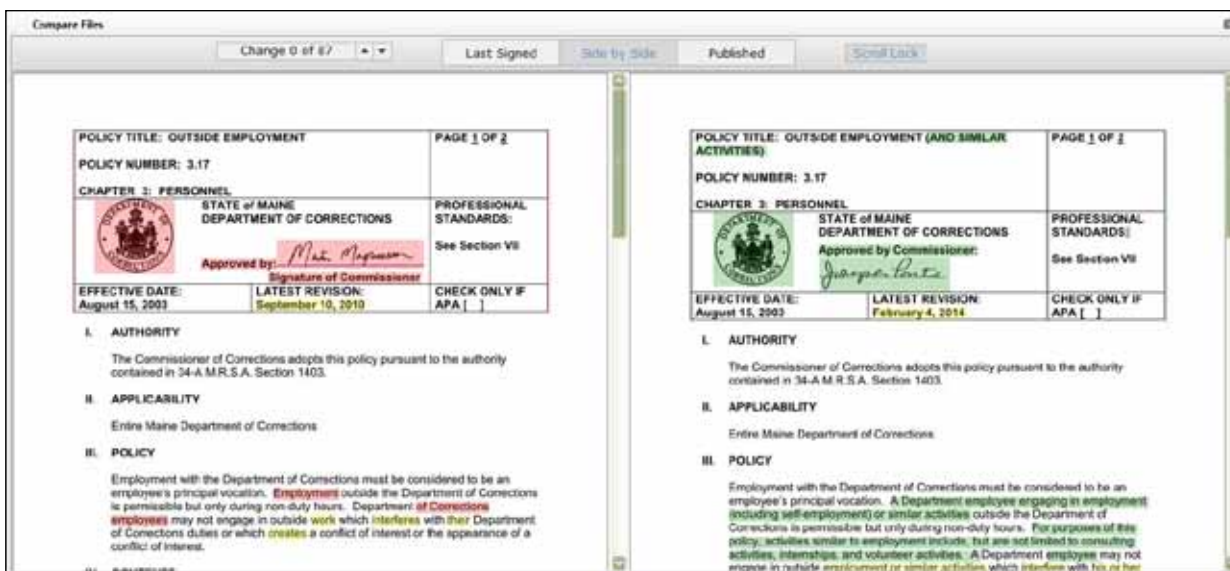 Compare Files
Change 0 of 87
Last Signed
Side by Side
Published
Scroll Lock
POLICY TITLE: OUTSIDE EMPLOYMENT
PAGE 1 OF 2
POLICY NUMBER: 3.17
CHAPTER 3: PERSONNEL
STATE of MAINE
DEPARTMENT OF CORRECTIONS
PROFESSIONAL
STANDARDS:
See Section VII
DEPARTMENT OF
CORRECTIONS
Approved by:
Signature of Commissioner
EFFECTIVE DATE:
August 15, 2003
LATEST REVISION:
September 10, 2010
CHECK ONLY IF
APA [ ]
I. AUTHORITY
The Commissioner of Corrections adopts this policy pursuant to the authority
contained in 34-A M.R.S.A. Section 1403.
II. APPLICABILITY
Entire Maine Department of Corrections
III. POLICY
Employment with the Department of Corrections must be considered to be an
employee's principal vocation. Employment outside the Department of Corrections
is permissible but only during non-duty hours. Department of Corrections
employees may not engage in outside work which interferes with their Department
of Corrections duties or which creates a conflict of interest or the appearance of a
conflict of interest.
POLICY TITLE: OUTSIDE EMPLOYMENT (AND SIMILAR
ACTIVITIES)
PAGE 1 OF 2
POLICY NUMBER: 3.17
CHAPTER 3: PERSONNEL
STATE of MAINE
DEPARTMENT OF CORRECTIONS
Approved by Commissioner:
PROFESSIONAL
STANDARDS:
See Section VII
DEPARTMENT OF
CORRECTIONS
EFFECTIVE DATE:
August 15, 2003
LATEST REVISION:
February 4, 2014
CHECK ONLY IF
APA [ ]
I. AUTHORITY
The Commissioner of Corrections adopts this policy pursuant to the authority
contained in 34-A M.R.S.A. Section 1403.
II. APPLICABILITY
Entire Maine Department of Corrections
III. POLICY
Employment with the Department of Corrections must be considered to be an
employee's principal vocation. A Department employee engaging in employment
(including self-employment) or similar activities outside the Department of
Corrections is permissible but only during non-duty hours. For purposes of this
policy, activities similar to employment include, but are not limited to consulting
activities, internships, and volunteer activities. A Department employee may not
engage in outside employment or similar activities which interfere with his or her